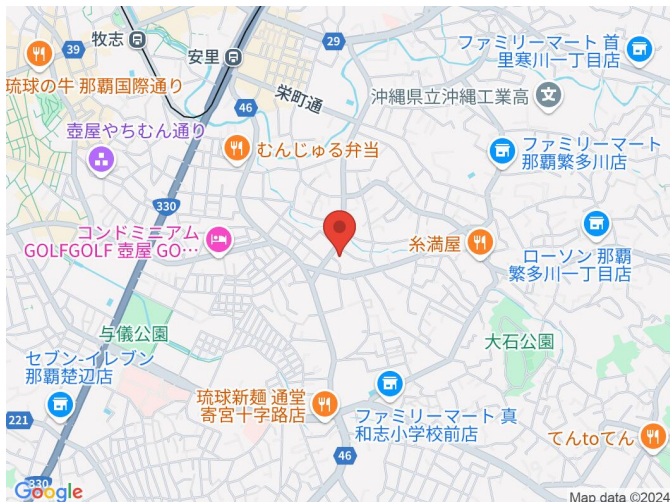 牧志
安里
29
ファミリーマート 首
里寒川一丁目店
39
琉球の牛 那覇国際通り
栄町通
46
沖縄県立沖縄工業高
壺屋やちむん通り
むんじゅる弁当
ファミリーマート
那覇繁多川店
330
コンドミニアム
GOLFGOLF 壺屋 GO…
糸満屋
ローソン 那覇
繁多川一丁目店
与儀公園
大石公園
セブン-イレブン
那覇楚辺店
琉球新麺 通堂
寄宮十字路店
ファミリーマート 真
和志小学校前店
221
46
てんtoてん
330
Google
Map data ©2024